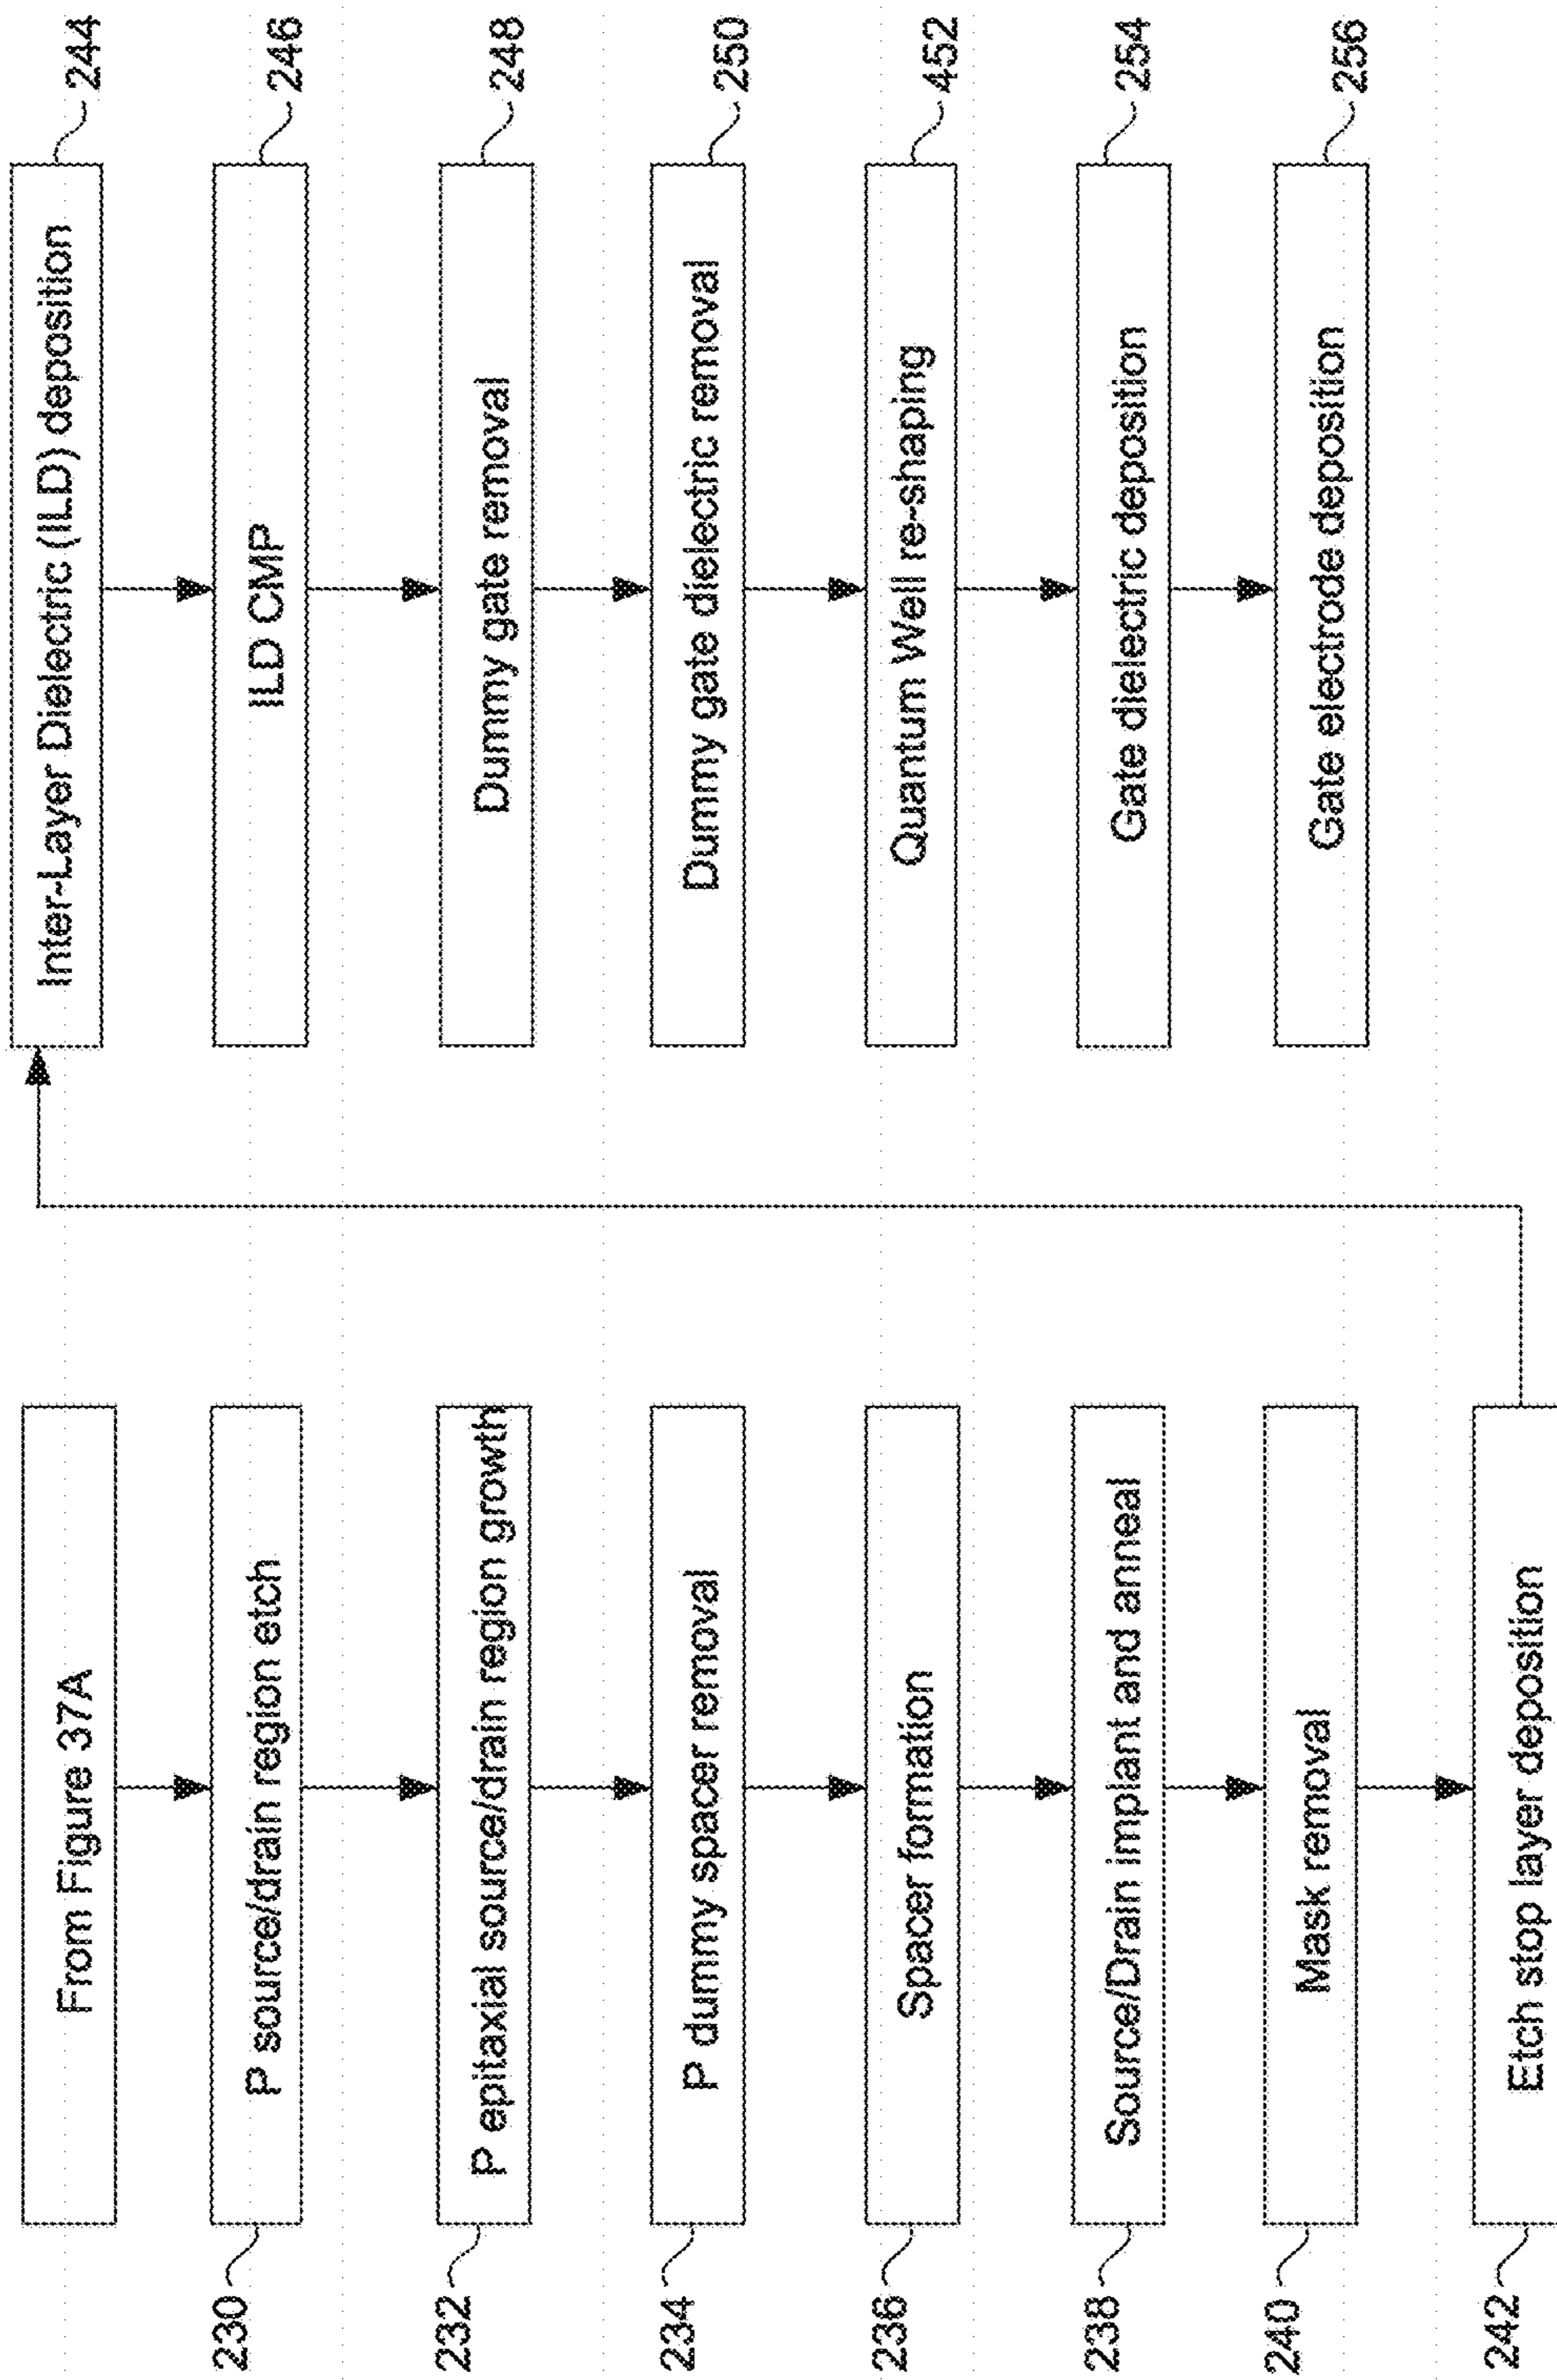 From Figure 37A
230
P source/drain region etch
232
P epitaxial source/drain region growth
234
P dummy spacer removal
236
Spacer formation
238
Source/Drain implant and anneal
240
Mask removal
242
Etch stop layer deposition
Inter-Layer Dielectric (ILD) deposition
244
ILD CMP
246
Dummy gate removal
248
Dummy gate dielectric removal
250
Quantum Well re-shaping
452
Gate dielectric deposition
254
Gate electrode deposition
256